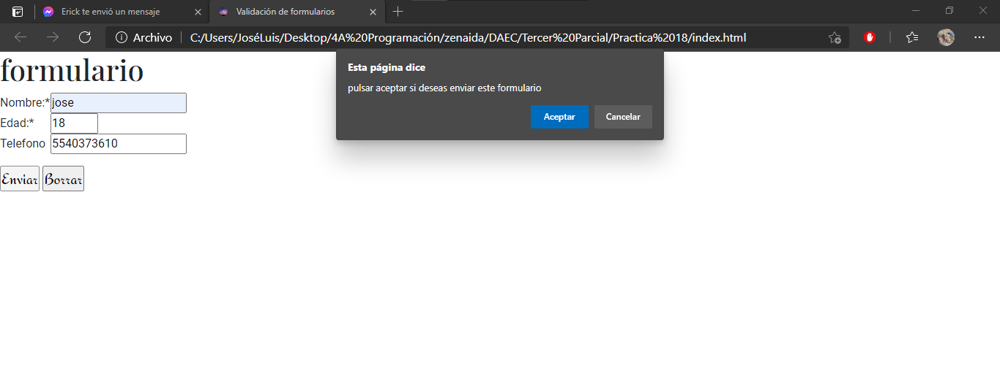 Erick te envió un mensaje
Validación de formularios
Archivo
C:/Users/JoséLuis/Desktop/4A%20Programación/zenaida/DAEC/Tercer%20Parcial/Practica%2018/index.html
Esta página dice
pulsar aceptar si deseas enviar este formulario
Aceptar Cancelar
formulario
Nombre:* jose
Edad:* 18
Telefono 5540373610
Enviar Borrar